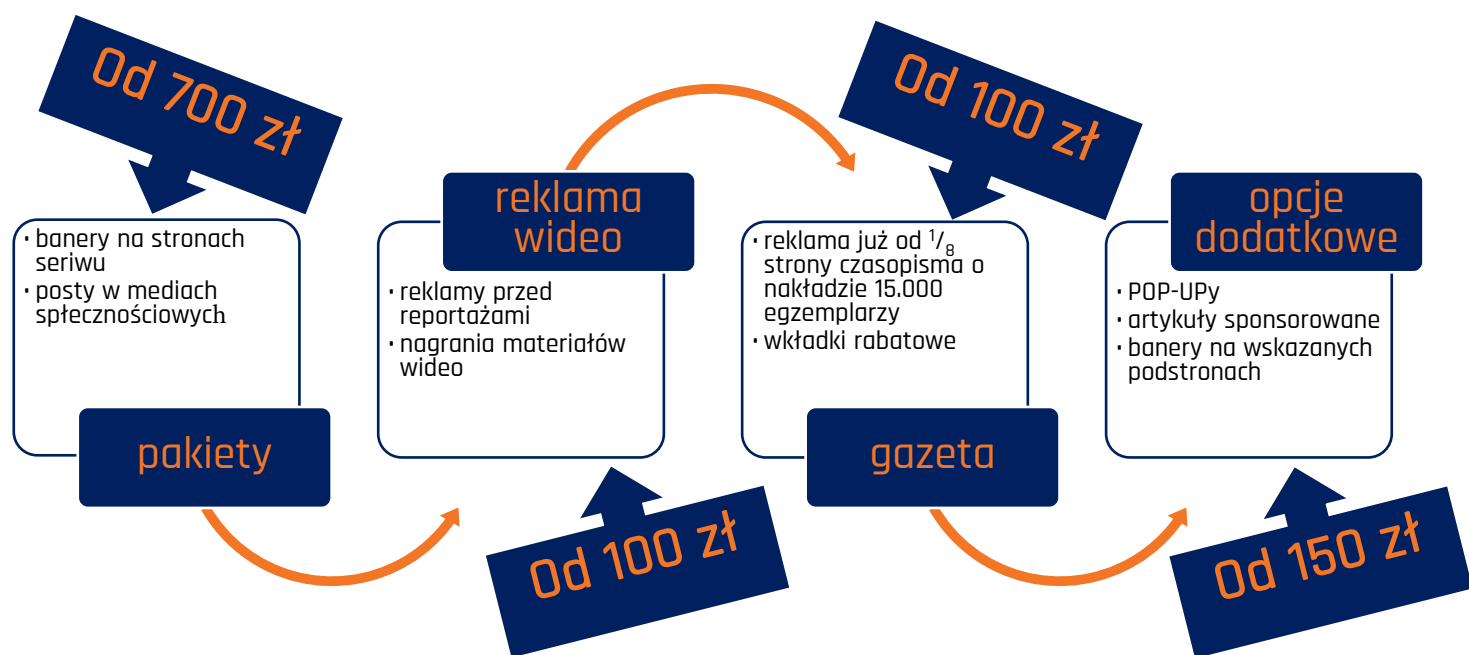 Od 700 zł
· banery na stronach
seriwu
· posty w mediach
spłecznościowych
pakiety
reklama
wideo
· reklamy przed
reportażami
· nagrania materiałów
wideo
Od 100 zł
Od 100 zł
· reklama już od 1/8
strony czasopisma o
nakładzie 15.000
egzemplarzy
· wkładki rabatowe
gazeta
opcje
dodatkowe
· POP-UPy
· artykuły sponsorowane
· banery na wskazanych
podstronach
Od 150 zł